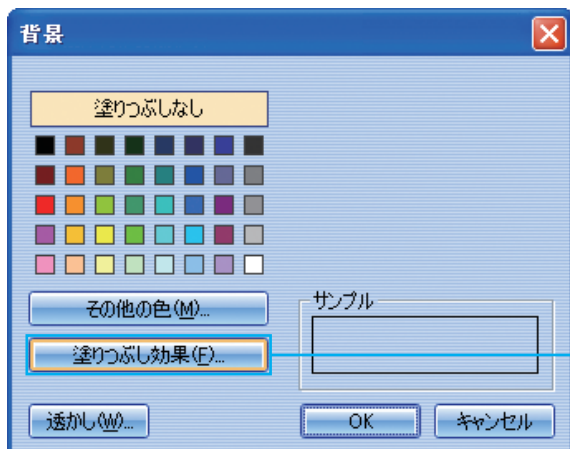 背景
塗りつぶしなし
その他の色(M)...
サンプル
塗りつぶし効果(F)...
透かし(W)...
OK
キャンセル